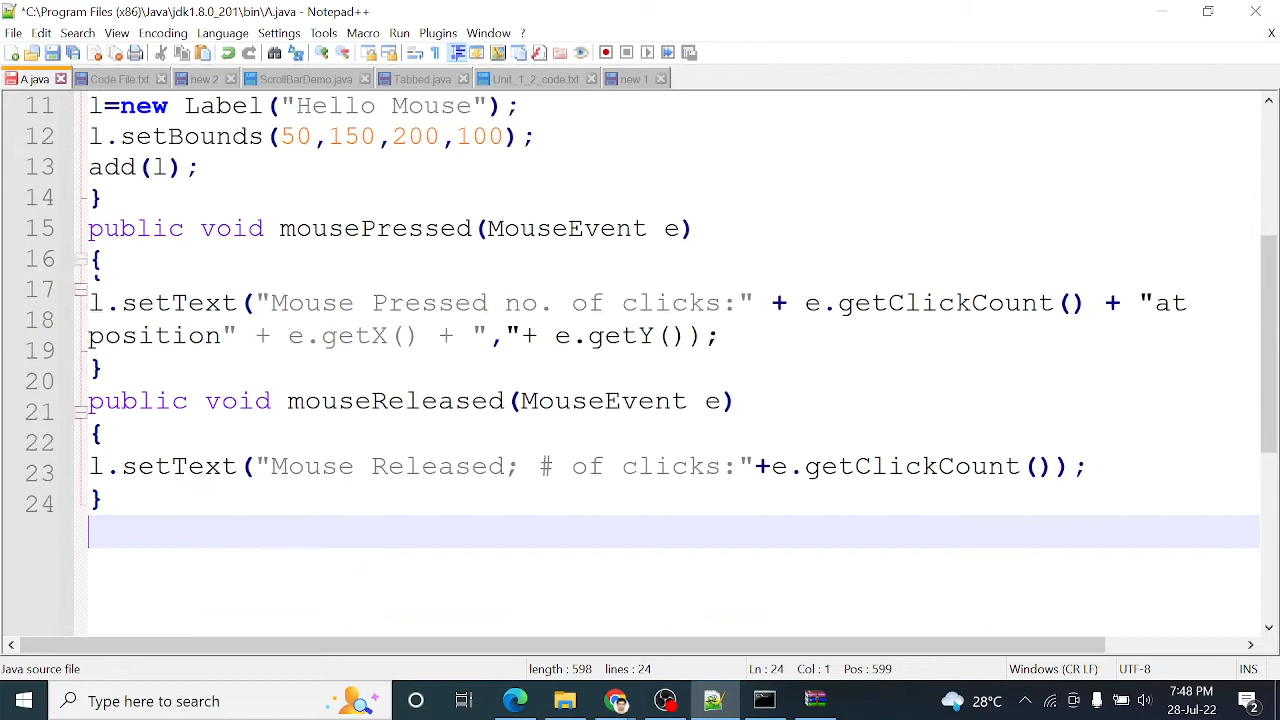 *C:\Program Files (x86)\Java\jdk1.8.0_201\bin\A.java - Notepad++
File Edit Search View Encoding Language Settings Tools Macro Run Plugins Window ? X
A.java Code File.txt new 2 ScrollBarDemo.java Tabbed.java Unit_1_2_code.txt new 1
11 l=new Label("Hello Mouse");
12 l.setBounds(50,150,200,100);
13 add(l);
14 }
15 public void mousePressed(MouseEvent e)
16 {
17 l.setText("Mouse Pressed no. of clicks:" + e.getClickCount() + "at
18 position" + e.getX() + ","+ e.getY());
19 }
20 public void mouseReleased(MouseEvent e)
21 {
22 l.setText("Mouse Released; # of clicks:"+e.getClickCount());
23 }
24
Java source file length : 598 lines : 24 Ln : 24 Col : 1 Pos : 599 Windows (CR LF) UTF-8 INS
Type here to search 28°C 7:48 PM
28-Jul-22 2